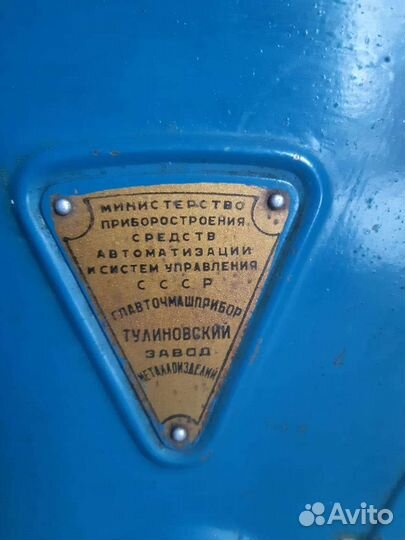 МИНИСТЕРСТВО
ПРИБОРОСТРОЕНИЯ
СРЕДСТВ
АВТОМАТИЗАЦИИ
И СИСТЕМ УПРАВЛЕНИЯ
СССР
ГЛАВТОЧМАШПРИБОР
ТУЛИНОВСКИЙ
ЗАВОД
МЕТАЛЛОИЗДЕЛИЙ
Avito